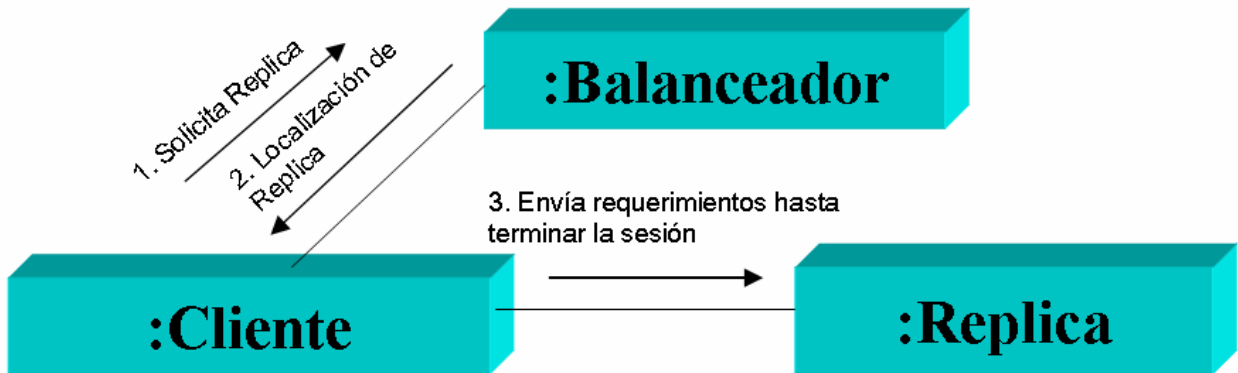 :Balanceador
1. Solicita Replica
2. Localización de
Replica
3. Envía requerimientos hasta
terminar la sesión
:Cliente
:Replica